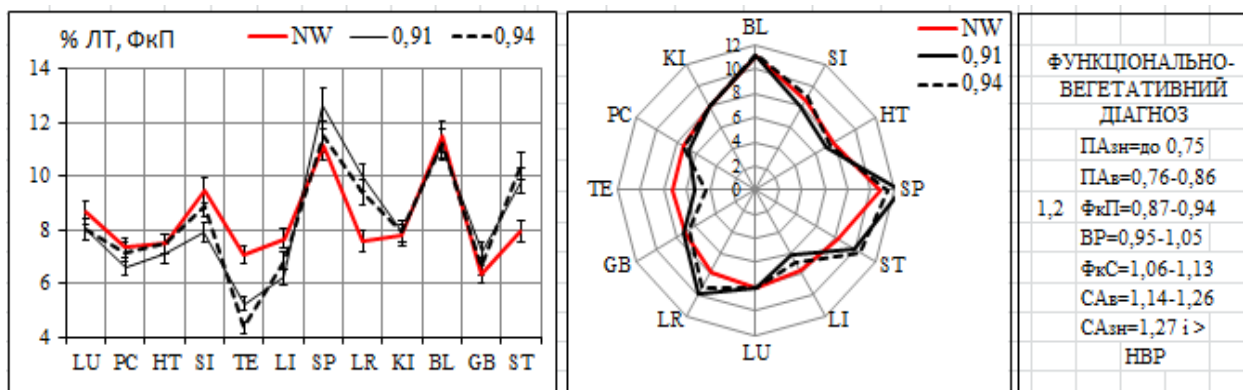 % ЛТ, ФкП
NW
0,91
0,94
14
12
10
8
6
4
LU PC HT SI TE LI SP LR KI BL GB ST
NW
0,91
0,94
BL
SI
HT
SP
ST
LI
LU
LR
GB
TE
PC
KI
12
10
8
6
4
2
0
ФУНКЦІОНАЛЬНО-
ВЕГЕТАТИВНИЙ
ДІАГНОЗ
ПАзн=до 0,75
ПАв=0,76-0,86
1,2 ФкП=0,87-0,94
ВР=0,95-1,05
ФкС=1,06-1,13
САв=1,14-1,26
САзн=1,27 і >
НВР